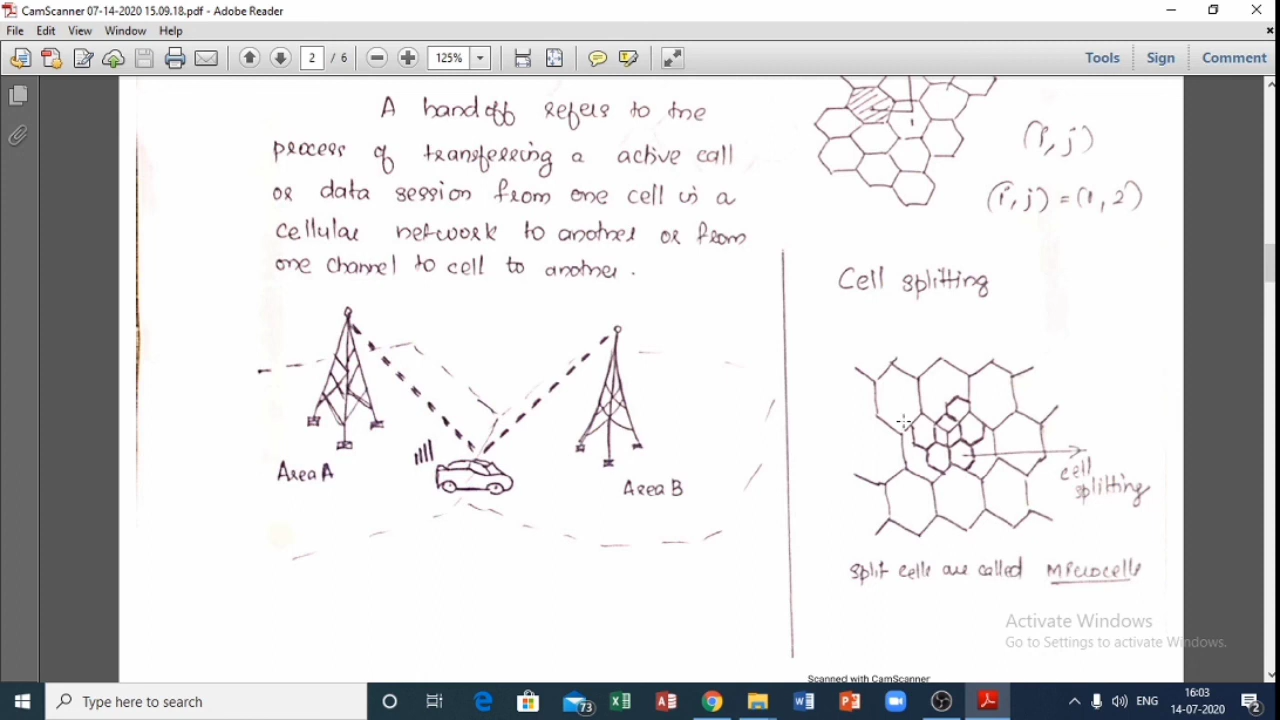 CamScanner 07-14-2020 15.09.18.pdf - Adobe Reader
File Edit View Window Help
2 / 6 125% Tools Sign Comment
A handoff refers to the
process of transferring a active call
or data session from one cell is a
cellular network to another or from
one channel to cell to another.
Area A
Area B
(i, j)
(i, j) = (1, 2)
Cell splitting
cell
splitting
split cells are called Microcells
Activate Windows
Go to Settings to activate Windows.
Scanned with CamScanner
Type here to search
73
ENG
16:03
14-07-2020
2